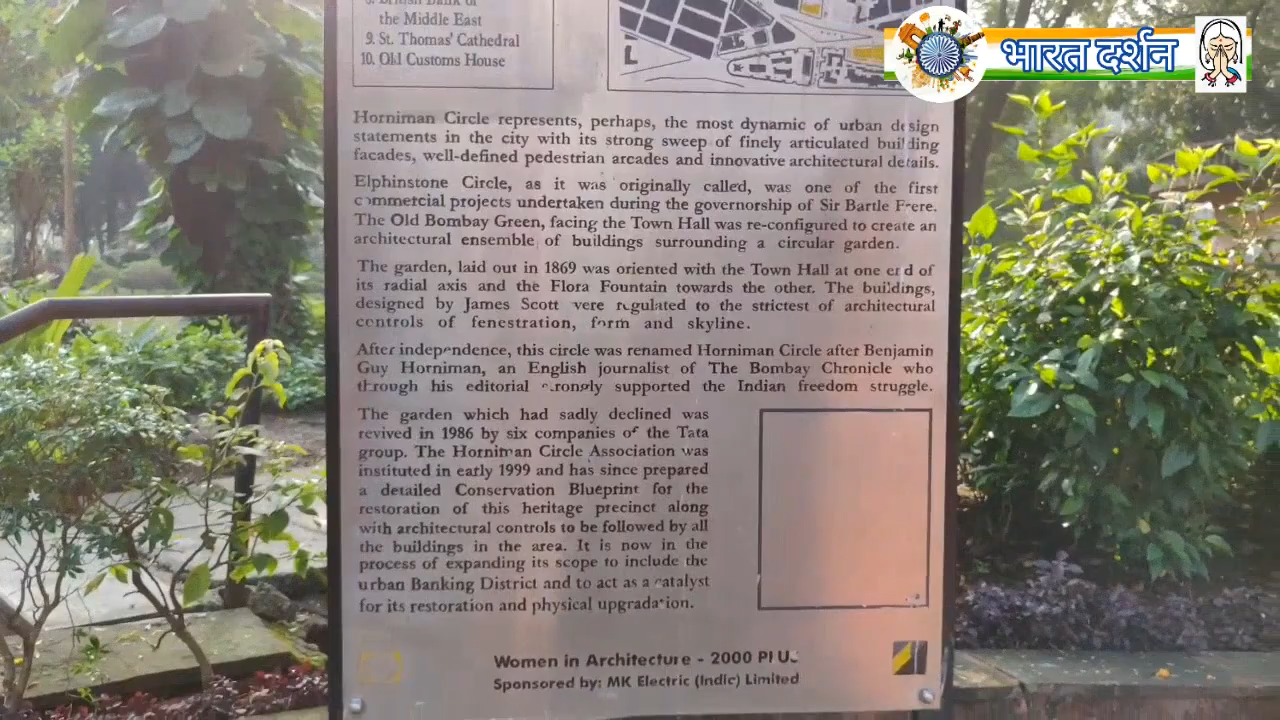 8. British Bank of
the Middle East
9. St. Thomas' Cathedral
10. Old Customs House
भारत दर्शन
Horniman Circle represents, perhaps, the most dynamic of urban design
statements in the city with its strong sweep of finely articulated building
facades, well-defined pedestrian arcades and innovative architectural details.
Elphinstone Circle, as it was originally called, was one of the first
commercial projects undertaken during the governorship of Sir Bartle Frere.
The Old Bombay Green, facing the Town Hall was re-configured to create an
architectural ensemble of buildings surrounding a circular garden.
The garden, laid out in 1869 was oriented with the Town Hall at one end of
its radial axis and the Flora Fountain towards the other. The buildings,
designed by James Scott were regulated to the strictest of architectural
controls of fenestration, form and skyline.
After independence, this circle was renamed Horniman Circle after Benjamin
Guy Horniman, an English journalist of The Bombay Chronicle who
through his editorial strongly supported the Indian freedom struggle.
The garden which had sadly declined was
revived in 1986 by six companies of the Tata
group. The Horniman Circle Association was
instituted in early 1999 and has since prepared
a detailed Conservation Blueprint for the
restoration of this heritage precinct along
with architectural controls to be followed by all
the buildings in the area. It is now in the
process of expanding its scope to include the
urban Banking District and to act as a catalyst
for its restoration and physical upgradation.
Women in Architecture - 2000 PLUS
Sponsored by: MK Electric (India) Limited